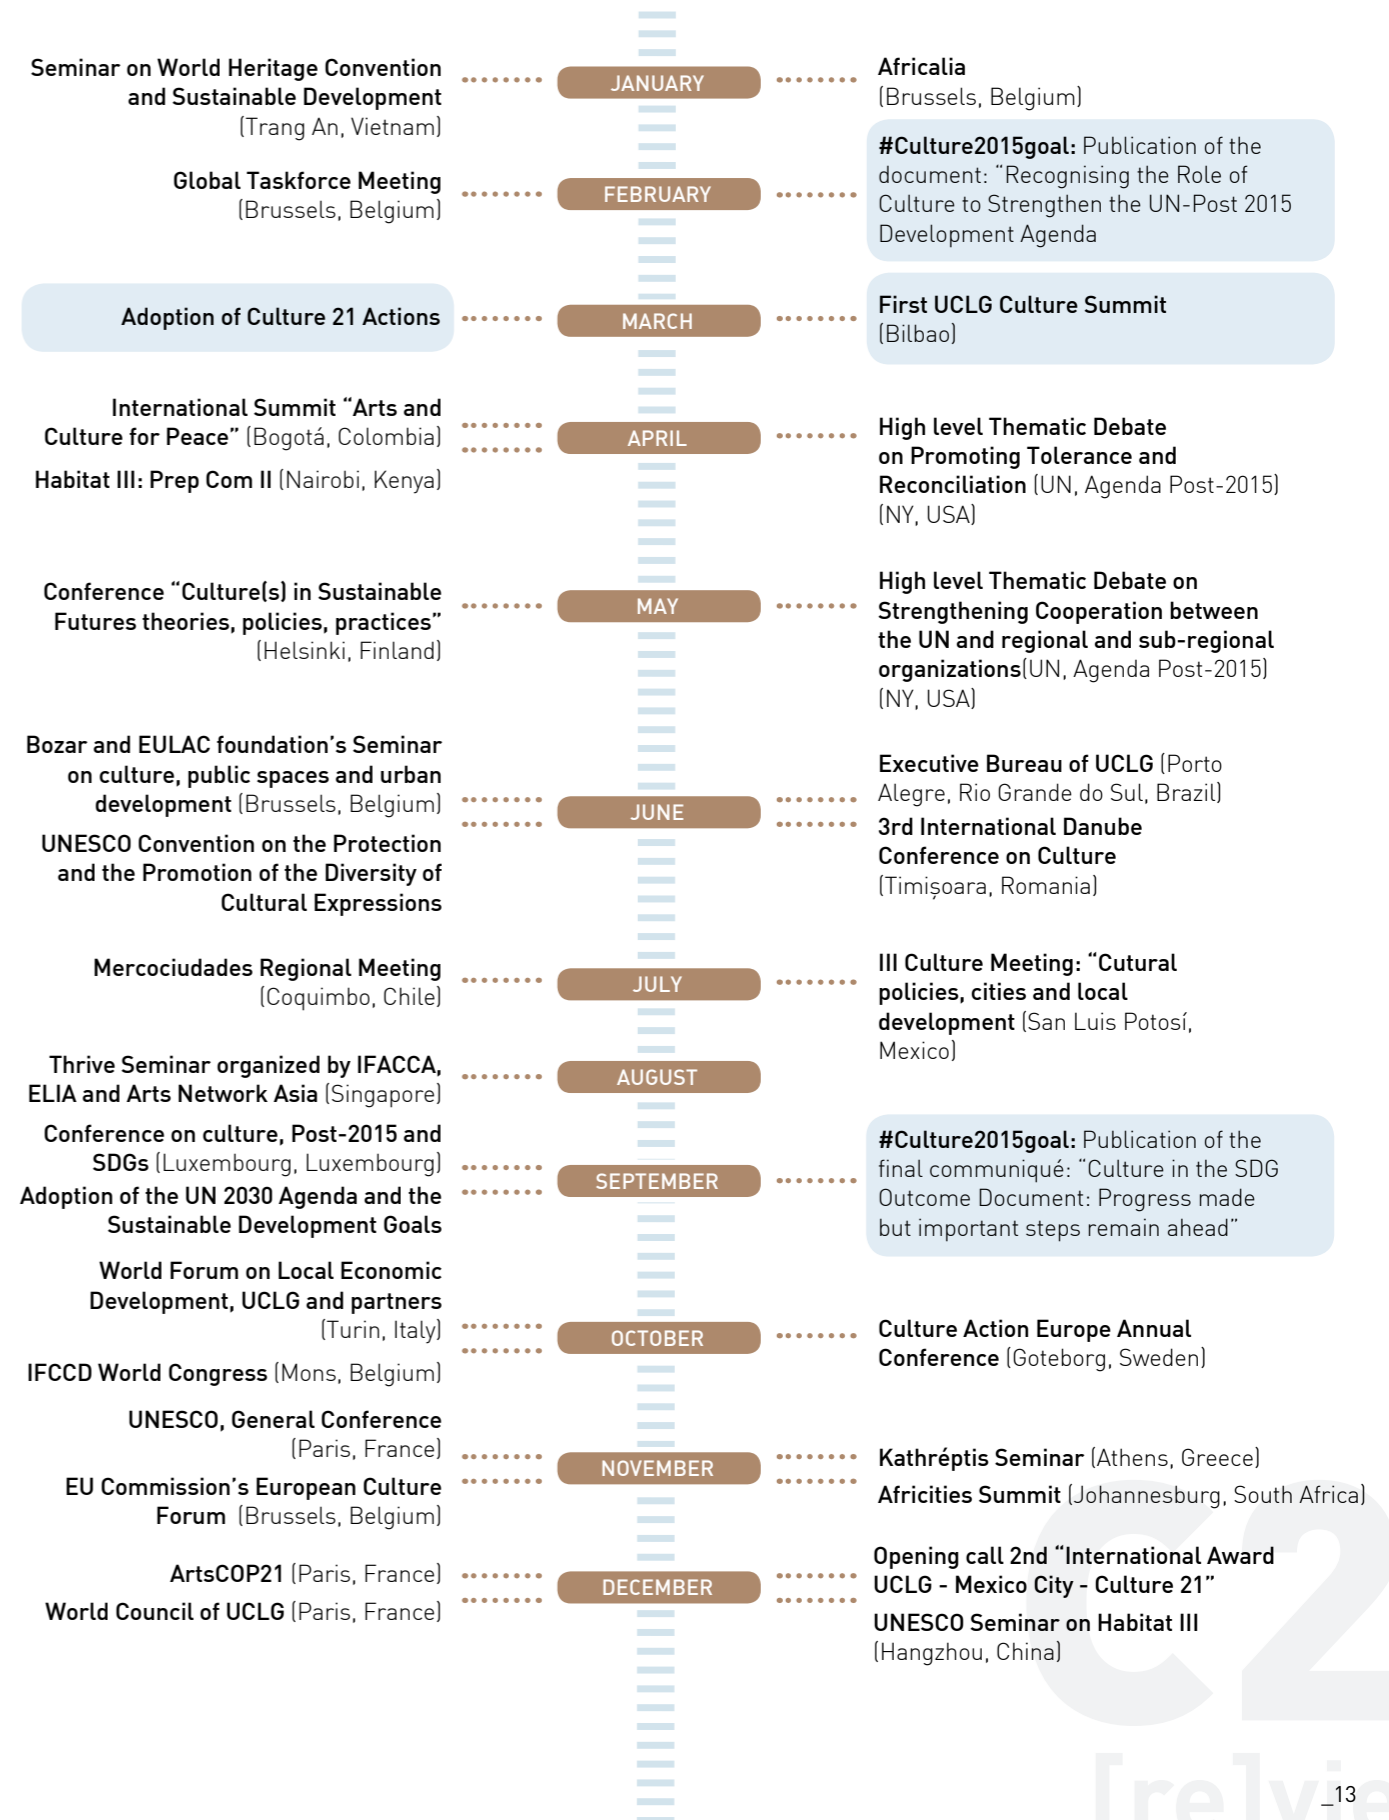 Seminar on World Heritage Convention
and Sustainable Development
(Trang An, Vietnam)
JANUARY
Africalia
(Brussels, Belgium)
Global Taskforce Meeting
(Brussels, Belgium)
FEBRUARY
#Culture2015goal: Publication of the
document: “Recognising the Role of
Culture to Strengthen the UN-Post 2015
Development Agenda
Adoption of Culture 21 Actions
MARCH
First UCLG Culture Summit
(Bilbao)
International Summit “Arts and
Culture for Peace” (Bogotá, Colombia)
Habitat III: Prep Com II (Nairobi, Kenya)
APRIL
High level Thematic Debate
on Promoting Tolerance and
Reconciliation (UN, Agenda Post-2015)
(NY, USA)
Conference “Culture(s) in Sustainable
Futures theories, policies, practices”
(Helsinki, Finland)
MAY
High level Thematic Debate on
Strengthening Cooperation between
the UN and regional and sub-regional
organizations(UN, Agenda Post-2015)
(NY, USA)
Bozar and EULAC foundation’s Seminar
on culture, public spaces and urban
development (Brussels, Belgium)
UNESCO Convention on the Protection
and the Promotion of the Diversity of
Cultural Expressions
JUNE
Executive Bureau of UCLG (Porto
Alegre, Rio Grande do Sul, Brazil)
3rd International Danube
Conference on Culture
(Timișoara, Romania)
Mercociudades Regional Meeting
(Coquimbo, Chile)
JULY
III Culture Meeting: “Cutural
policies, cities and local
development (San Luis Potosí,
Mexico)
Thrive Seminar organized by IFACCA,
ELIA and Arts Network Asia (Singapore)
AUGUST
Conference on culture, Post-2015 and
SDGs (Luxembourg, Luxembourg)
Adoption of the UN 2030 Agenda and the
Sustainable Development Goals
SEPTEMBER
#Culture2015goal: Publication of the
final communiqué: “Culture in the SDG
Outcome Document: Progress made
but important steps remain ahead”
World Forum on Local Economic
Development, UCLG and partners
(Turin, Italy)
IFCCD World Congress (Mons, Belgium)
OCTOBER
Culture Action Europe Annual
Conference (Goteborg, Sweden)
UNESCO, General Conference
(Paris, France)
EU Commission’s European Culture
Forum (Brussels, Belgium)
NOVEMBER
Kathréptis Seminar (Athens, Greece)
Africities Summit (Johannesburg, South Africa)
ArtsCOP21 (Paris, France)
World Council of UCLG (Paris, France)
DECEMBER
Opening call 2nd “International Award
UCLG - Mexico City - Culture 21”
UNESCO Seminar on Habitat III
(Hangzhou, China)
C2
[re]vie
_13